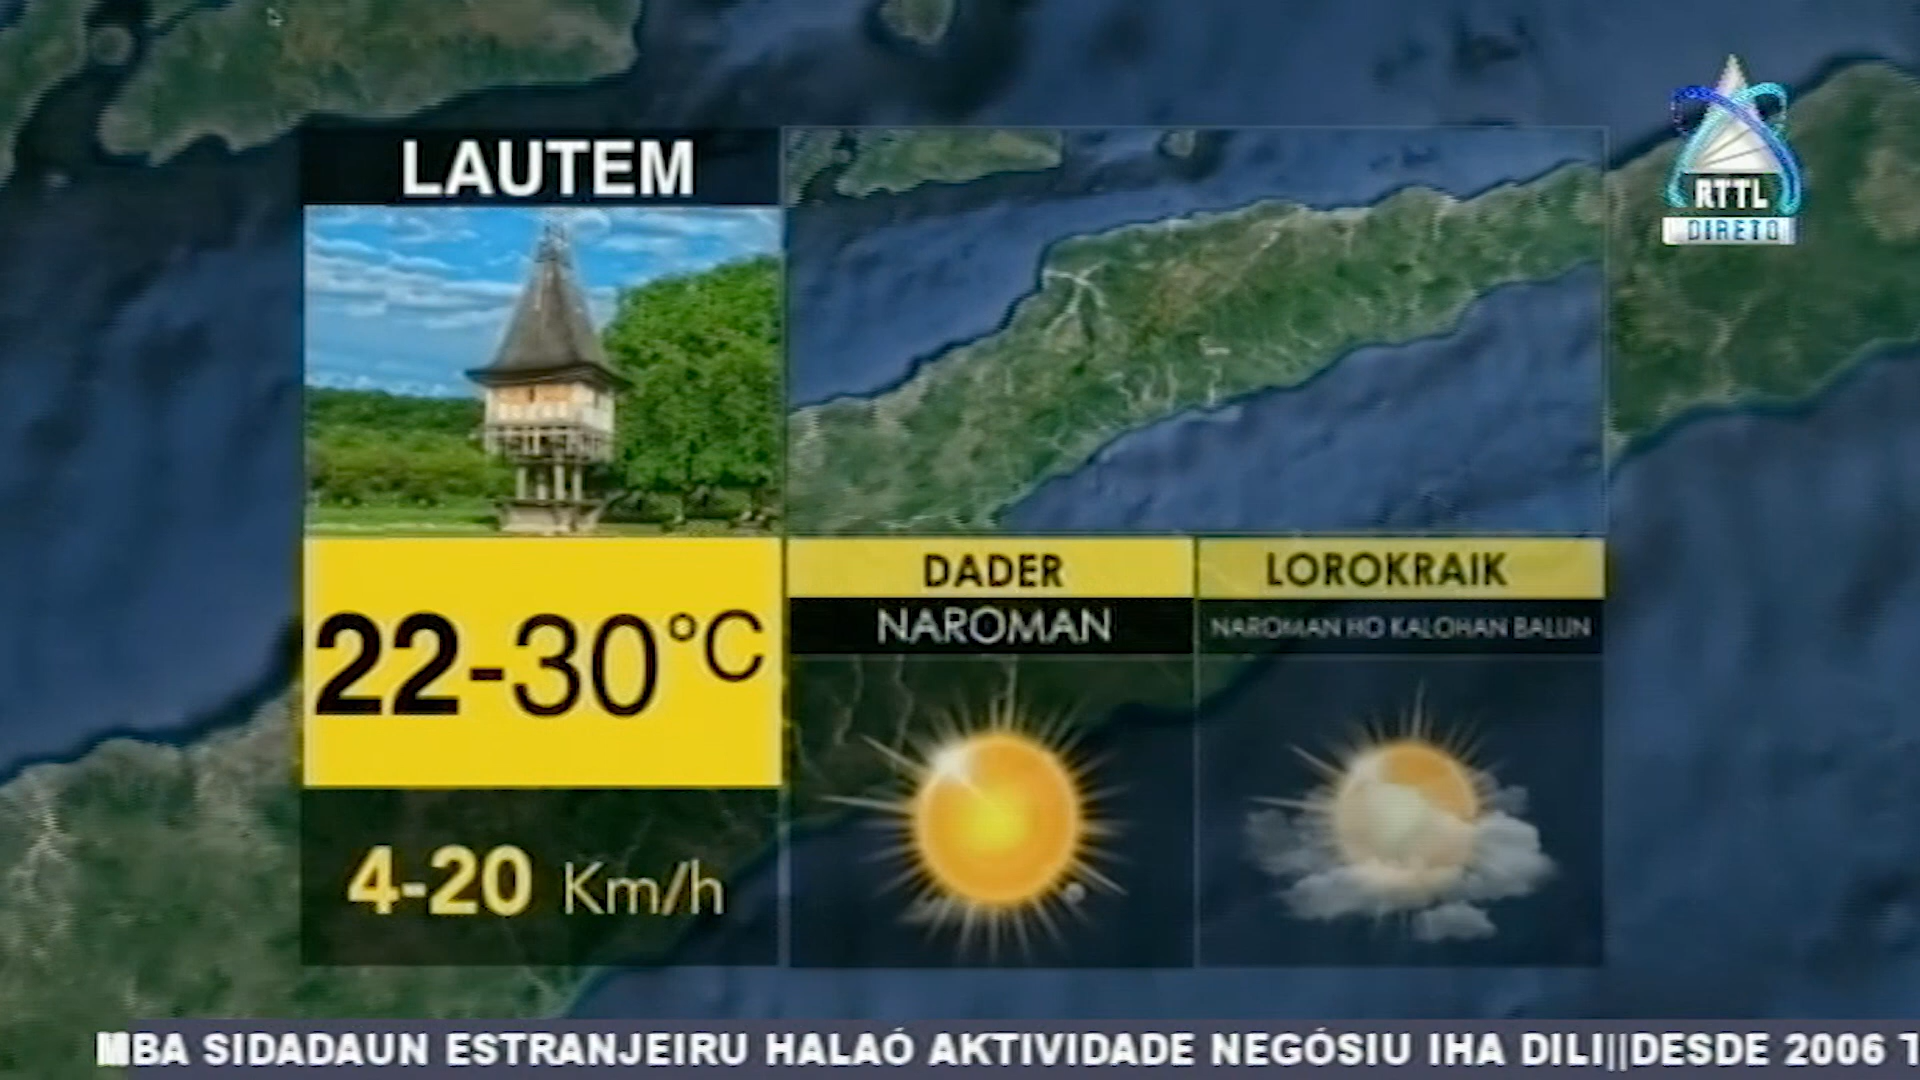 LAUTEM
RTTL
DIRETO
22-30°C
DADER
LOROKRAIK
NAROMAN
NAROMAN HO KALOHAN BALUN
4-20 Km/h
MBA SIDADAUN ESTRANJEIRU HALAÓ AKTIVIDADE NEGÓSIU IHA DILI||DESDE 2006 T